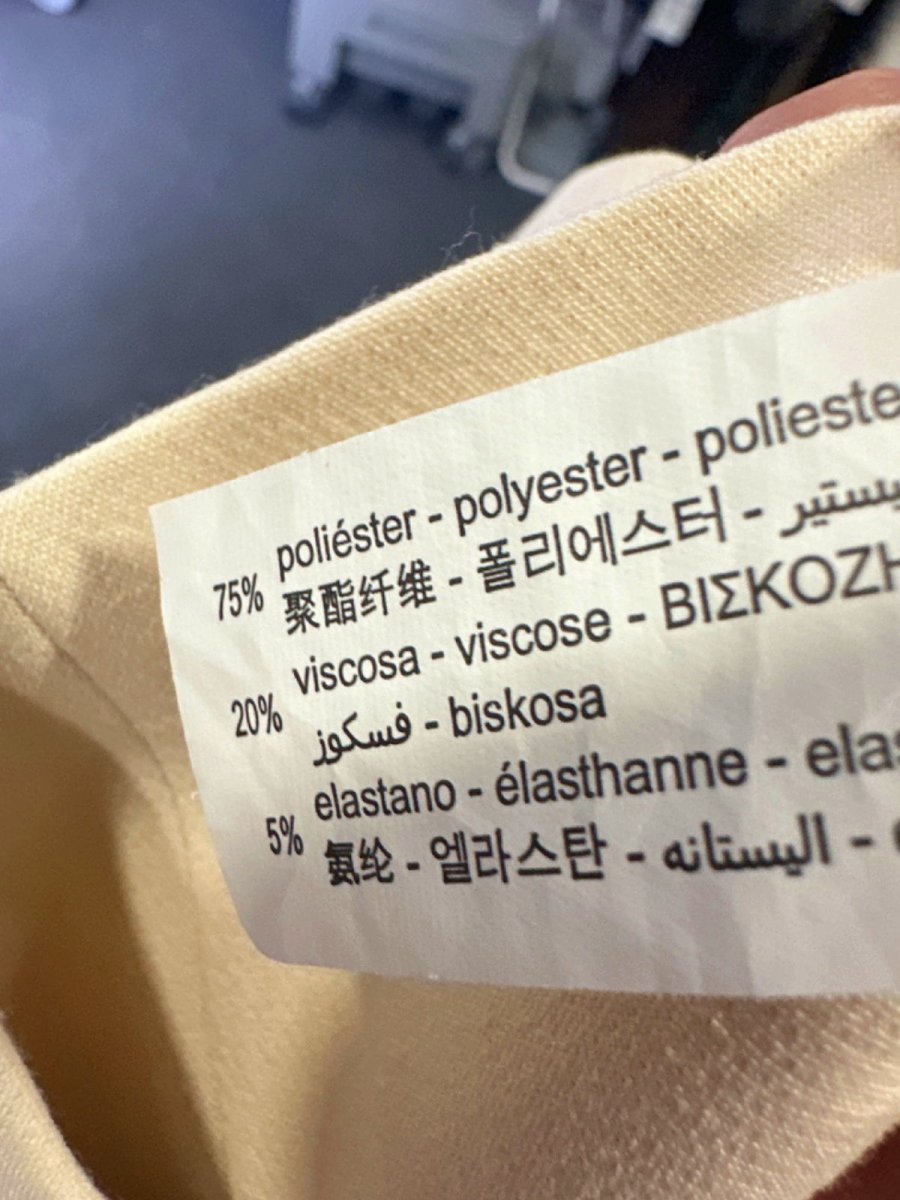 75% poliéster - polyester - polieste
聚酯纤维 - 폴리에스터 -
20% viscosa - viscose - ΒΙΣΚΟΖΗ
فسكوز - biskosa
5% elastano - élasthanne - elas
氨纶 - 엘라스탄 - اليستانه -